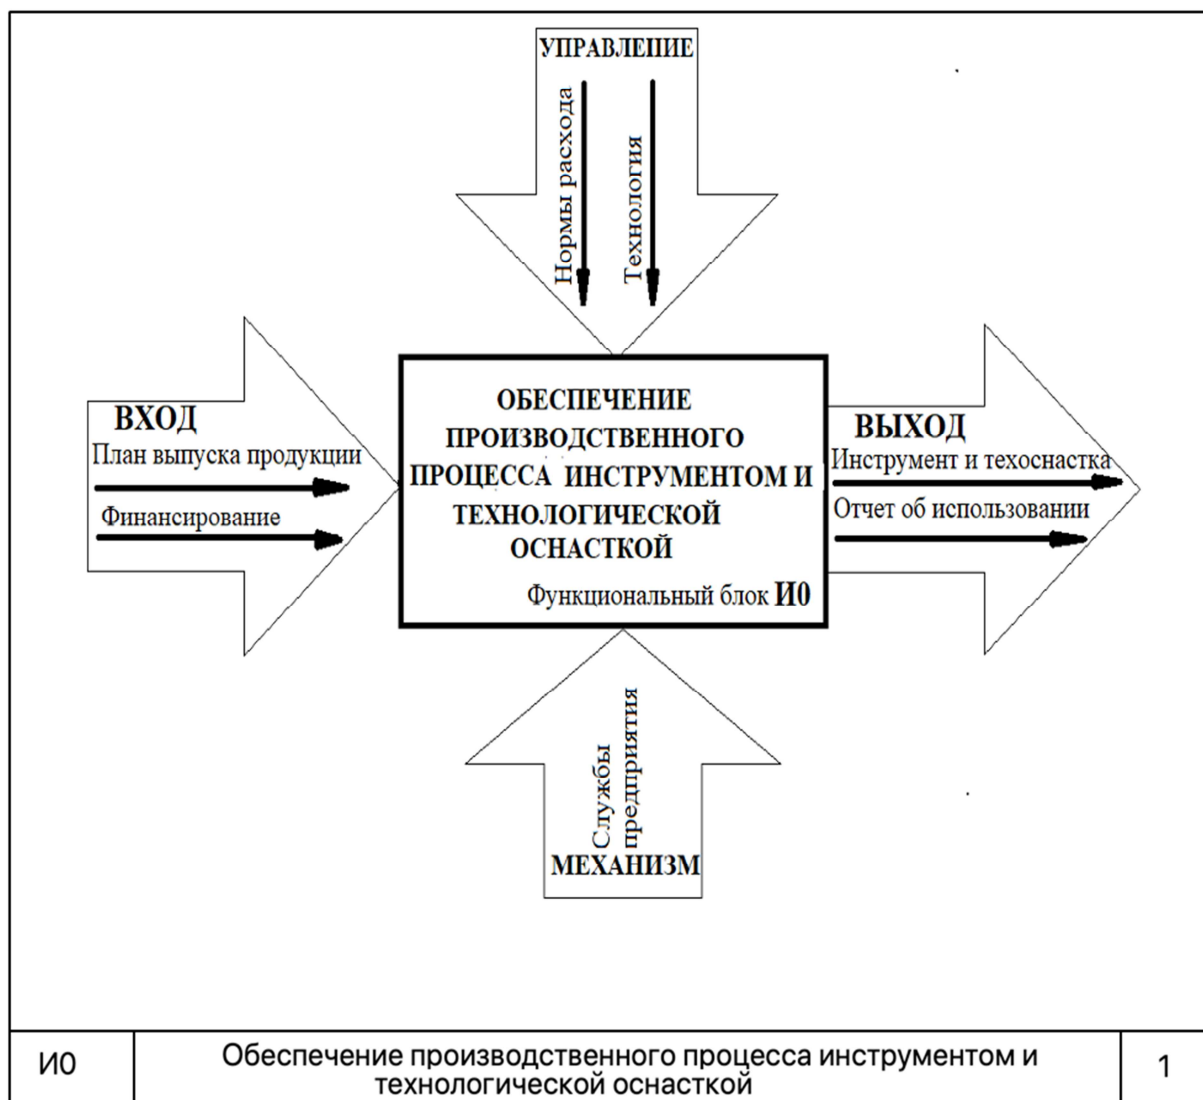 УПРАВЛЕНИЕ
Нормы расхода
Технология
ВХОД
План выпуска продукции
Финансирование
ОБЕСПЕЧЕНИЕ
ПРОИЗВОДСТВЕННОГО
ПРОЦЕССА ИНСТРУМЕНТОМ И
ТЕХНОЛОГИЧЕСКОЙ
ОСНАСТКОЙ
Функциональный блок И0
ВЫХОД
Инструмент и техоснастка
Отчет об использовании
Службы
предприятия
МЕХАНИЗМ
И0
Обеспечение производственного процесса инструментом и
технологической оснасткой
1